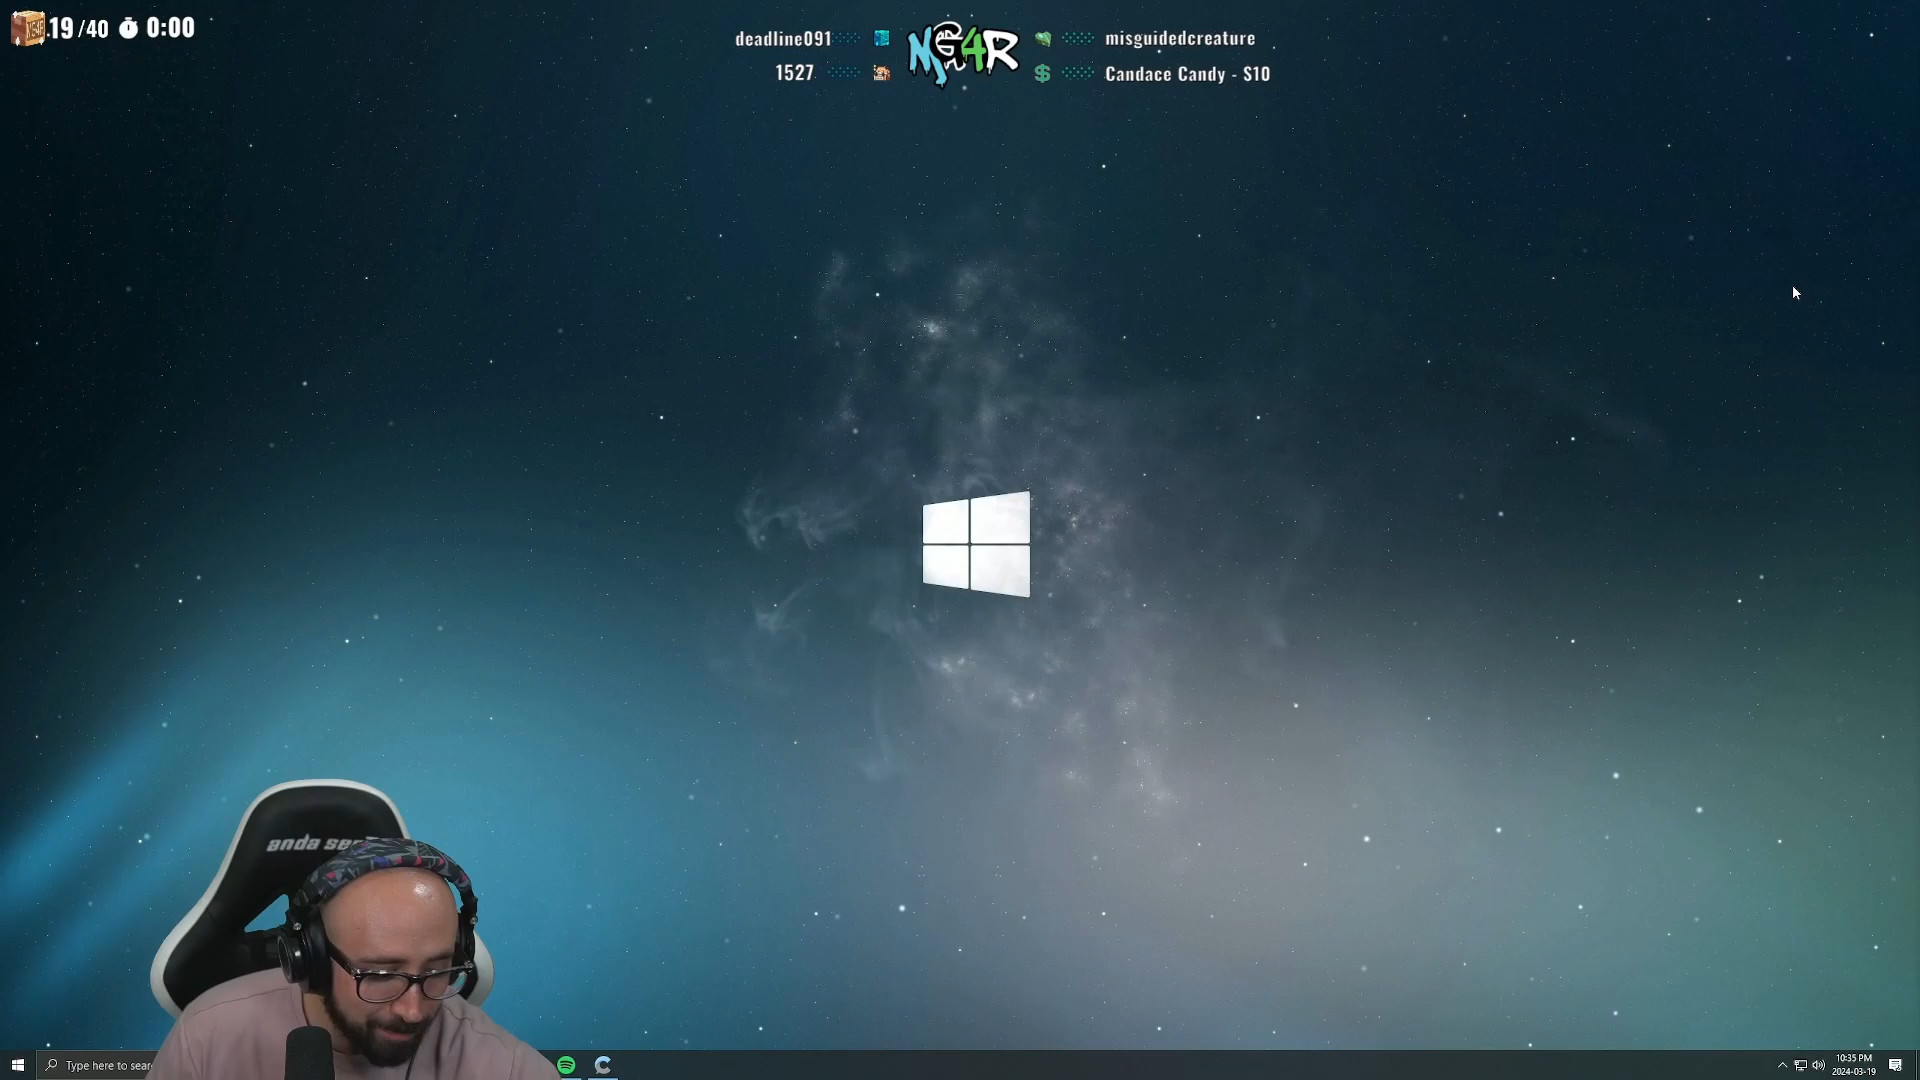 19 /40 0:00
deadline091
misguidedcreature
1527
Candace Candy - $10
anda se
Type here to sear
10:35 PM
2024-03-19